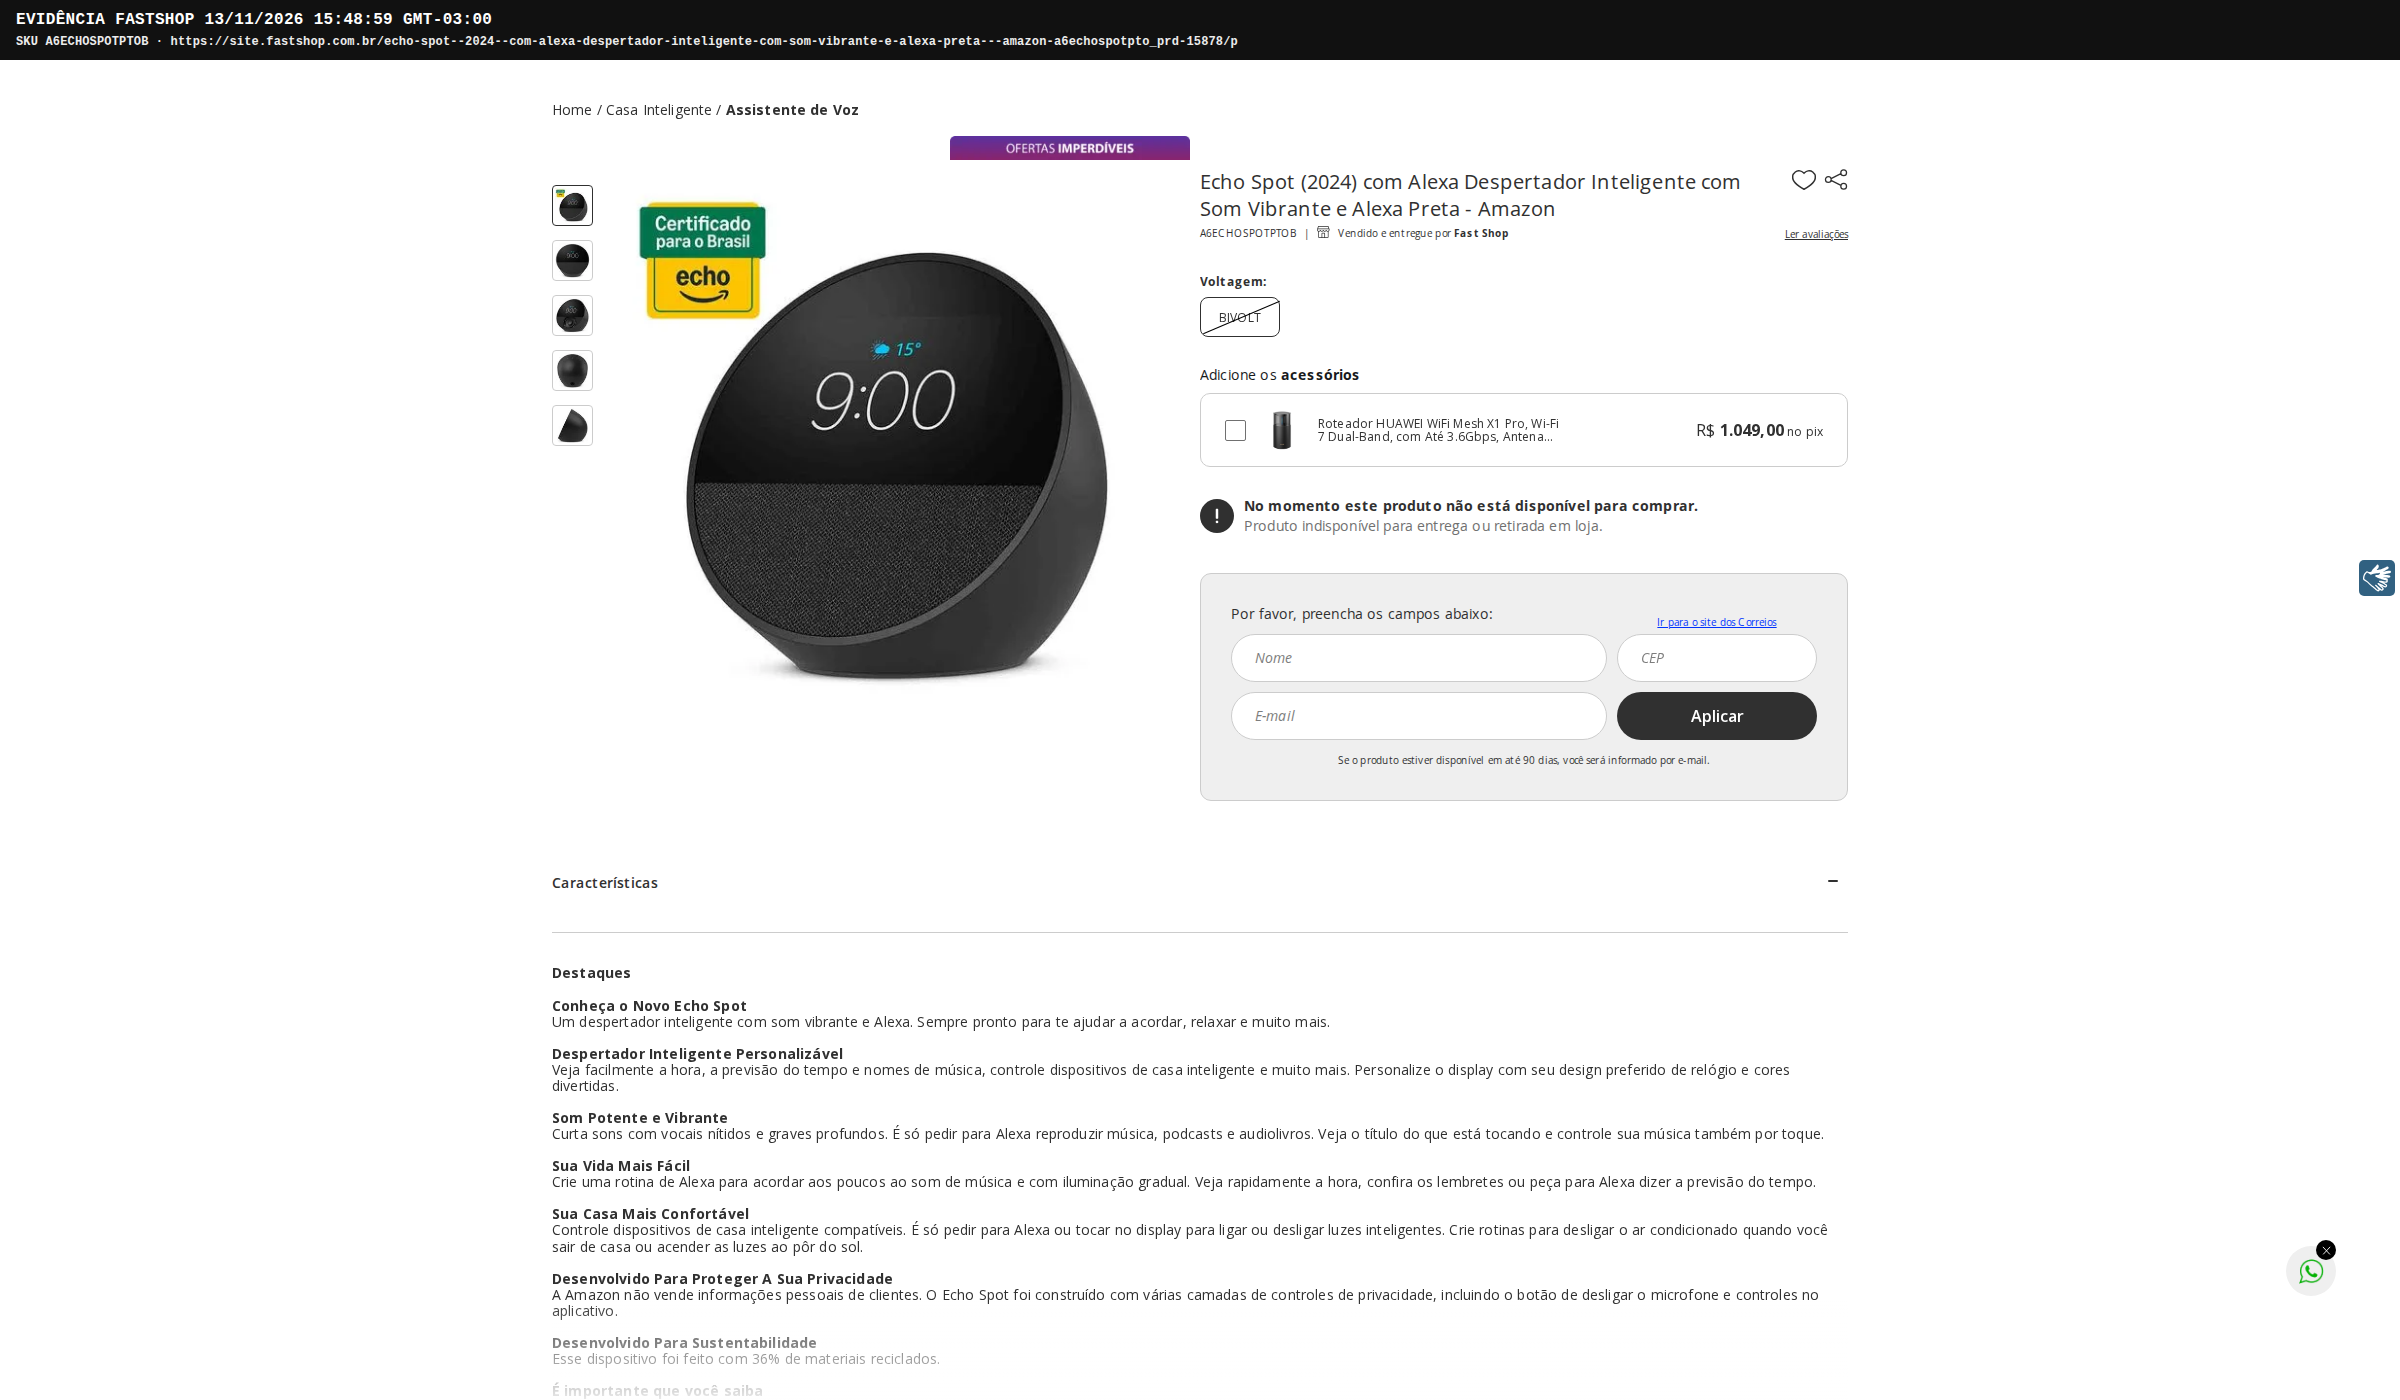 EVIDÊNCIA FASTSHOP 13/11/2026 15:48:59 GMT-03:00
SKU A6ECHOSPOTPTOB · https://site.fastshop.com.br/echo-spot--2024--com-alexa-despertador-inteligente-com-som-vibrante-e-alexa-preta---amazon-a6echospotpto_prd-15878/p
Home / Casa Inteligente / Assistente de Voz
OFERTAS IMPERDÍVEIS
Certificado
para o Brasil
echo
15°
9:00
Echo Spot (2024) com Alexa Despertador Inteligente com
Som Vibrante e Alexa Preta - Amazon
A6ECHOSPOTPTOB | Vendido e entregue por Fast Shop
Ler avaliações
Voltagem:
BIVOLT
Adicione os acessórios
Roteador HUAWEI WiFi Mesh X1 Pro, Wi-Fi
7 Dual-Band, com Até 3.6Gbps, Antena...
R$ 1.049,00 no pix
No momento este produto não está disponível para comprar.
Produto indisponível para entrega ou retirada em loja.
Por favor, preencha os campos abaixo:
Ir para o site dos Correios
Nome
CEP
E-mail
Aplicar
Se o produto estiver disponível em até 90 dias, você será informado por e-mail.
Características
Destaques
Conheça o Novo Echo Spot
Um despertador inteligente com som vibrante e Alexa. Sempre pronto para te ajudar a acordar, relaxar e muito mais.
Despertador Inteligente Personalizável
Veja facilmente a hora, a previsão do tempo e nomes de música, controle dispositivos de casa inteligente e muito mais. Personalize o display com seu design preferido de relógio e cores
divertidas.
Som Potente e Vibrante
Curta sons com vocais nítidos e graves profundos. É só pedir para Alexa reproduzir música, podcasts e audiolivros. Veja o título do que está tocando e controle sua música também por toque.
Sua Vida Mais Fácil
Crie uma rotina de Alexa para acordar aos poucos ao som de música e com iluminação gradual. Veja rapidamente a hora, confira os lembretes ou peça para Alexa dizer a previsão do tempo.
Sua Casa Mais Confortável
Controle dispositivos de casa inteligente compatíveis. É só pedir para Alexa ou tocar no display para ligar ou desligar luzes inteligentes. Crie rotinas para desligar o ar condicionado quando você
sair de casa ou acender as luzes ao pôr do sol.
Desenvolvido Para Proteger A Sua Privacidade
A Amazon não vende informações pessoais de clientes. O Echo Spot foi construído com várias camadas de controles de privacidade, incluindo o botão de desligar o microfone e controles no
aplicativo.
Desenvolvido Para Sustentabilidade
Esse dispositivo foi feito com 36% de materiais reciclados.
É importante que você saiba